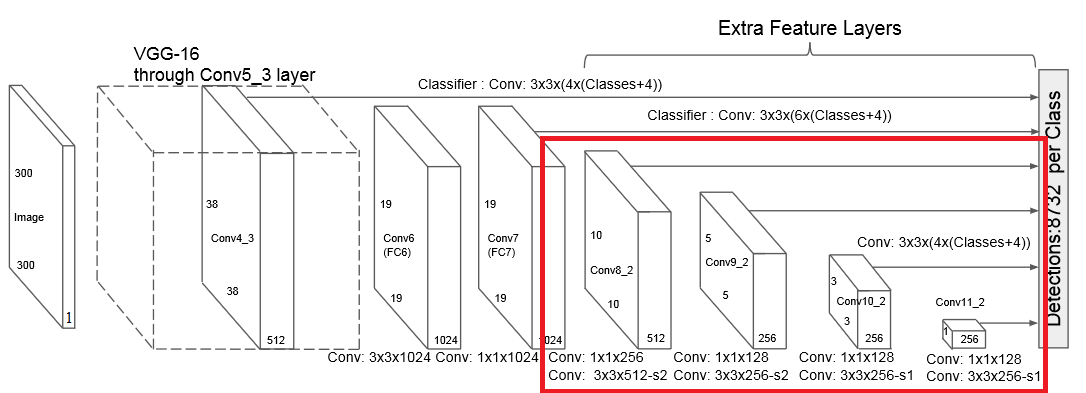 Extra Feature Layers
VGG-16
through Conv5_3 layer
Classifier : Conv: 3x3x(4x(Classes+4))
Classifier : Conv: 3x3x(6x(Classes+4))
300
Image
300
1
38
Conv4_3
38
512
19
Conv6
(FC6)
19
1024
19
Conv7
(FC7)
19
1024
10
Conv8_2
10
512
5
Conv9_2
5
256
Conv: 3x3x(4x(Classes+4))
3
Conv10_2
3
256
Conv11_2
1
256
Detections:8732 per Class
Conv: 3x3x1024
Conv: 1x1x1024
Conv: 1x1x256
Conv: 3x3x512-s2
Conv: 1x1x128
Conv: 3x3x256-s2
Conv: 1x1x128
Conv: 3x3x256-s1
Conv: 1x1x128
Conv: 3x3x256-s1